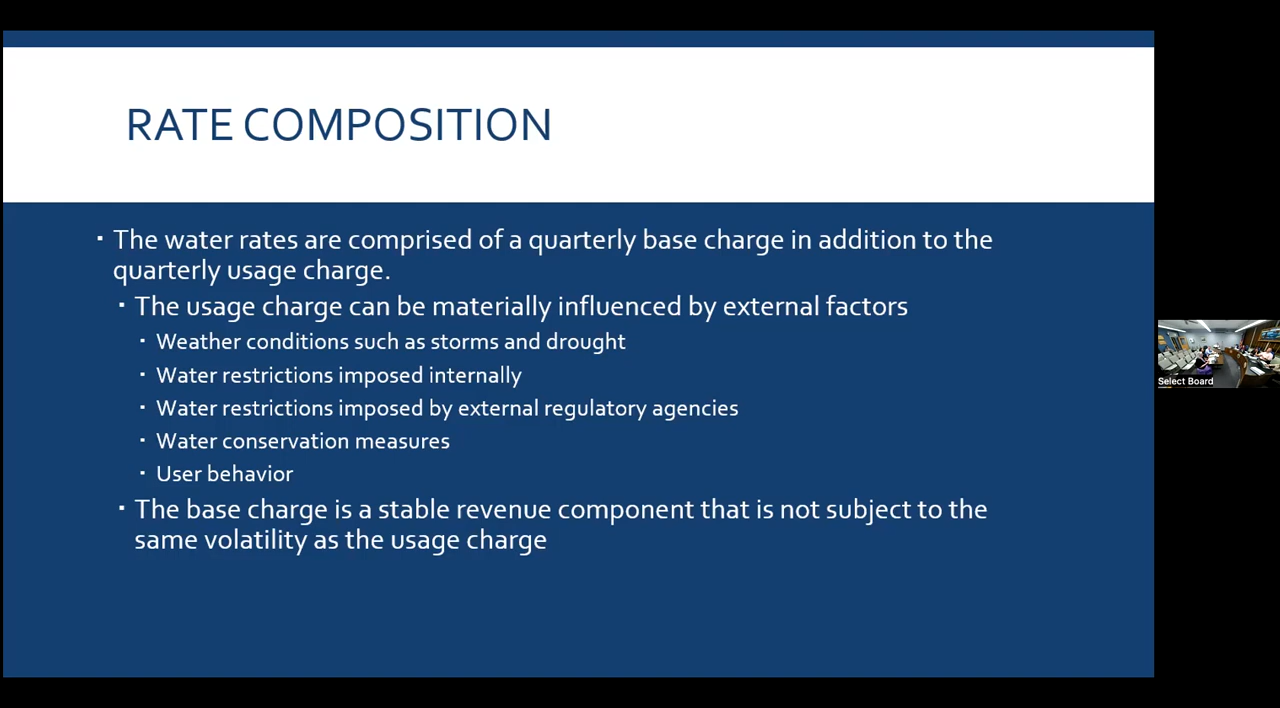 RATE COMPOSITION
▪ The water rates are comprised of a quarterly base charge in addition to the
quarterly usage charge.
▪ The usage charge can be materially influenced by external factors
▪ Weather conditions such as storms and drought
▪ Water restrictions imposed internally
▪ Water restrictions imposed by external regulatory agencies
▪ Water conservation measures
▪ User behavior
▪ The base charge is a stable revenue component that is not subject to the
same volatility as the usage charge
Select Board